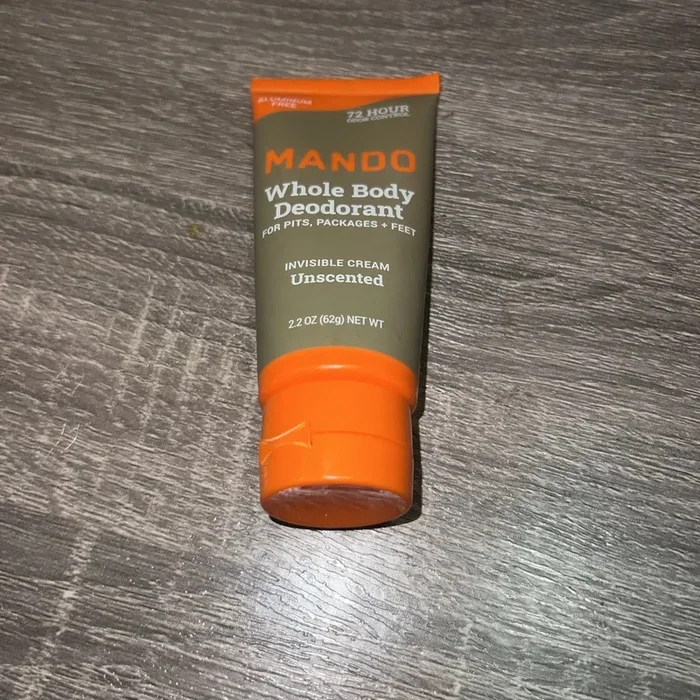 ALUMINUM
FREE
72 HOUR
ODOR CONTROL
MANDO
Whole Body
Deodorant
FOR PITS, PACKAGES + FEET
INVISIBLE CREAM
Unscented
2.2 OZ (62g) NET WT